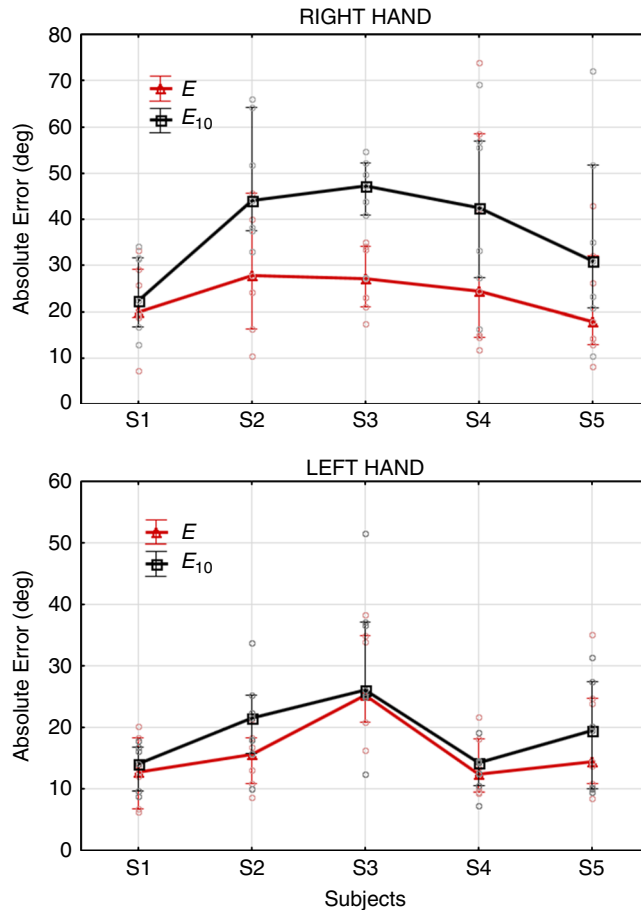 RIGHT HAND
80
70
60
50
40
30
20
10
0
Absolute Error (deg)
E
E10
S1 S2 S3 S4 S5
LEFT HAND
60
50
40
30
20
10
0
Absolute Error (deg)
E
E10
S1 S2 S3 S4 S5
Subjects